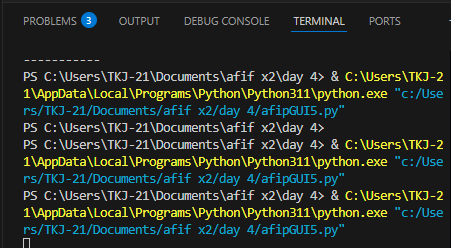 PROBLEMS 3 OUTPUT DEBUG CONSOLE TERMINAL PORTS
-----------
PS C:\Users\TKJ-21\Documents\afif x2\day 4> & C:\Users\TKJ-2
1\AppData\Local\Programs\Python\Python311\python.exe "c:/Use
rs/TKJ-21/Documents/afif x2/day 4/afipGUI5.py"
PS C:\Users\TKJ-21\Documents\afif x2\day 4>
PS C:\Users\TKJ-21\Documents\afif x2\day 4> & C:\Users\TKJ-2
1\AppData\Local\Programs\Python\Python311\python.exe "c:/Use
rs/TKJ-21/Documents/afif x2/day 4/afipGUI5.py"
PS C:\Users\TKJ-21\Documents\afif x2\day 4> & C:\Users\TKJ-2
1\AppData\Local\Programs\Python\Python311\python.exe "c:/Use
rs/TKJ-21/Documents/afif x2/day 4/afipGUI5.py"